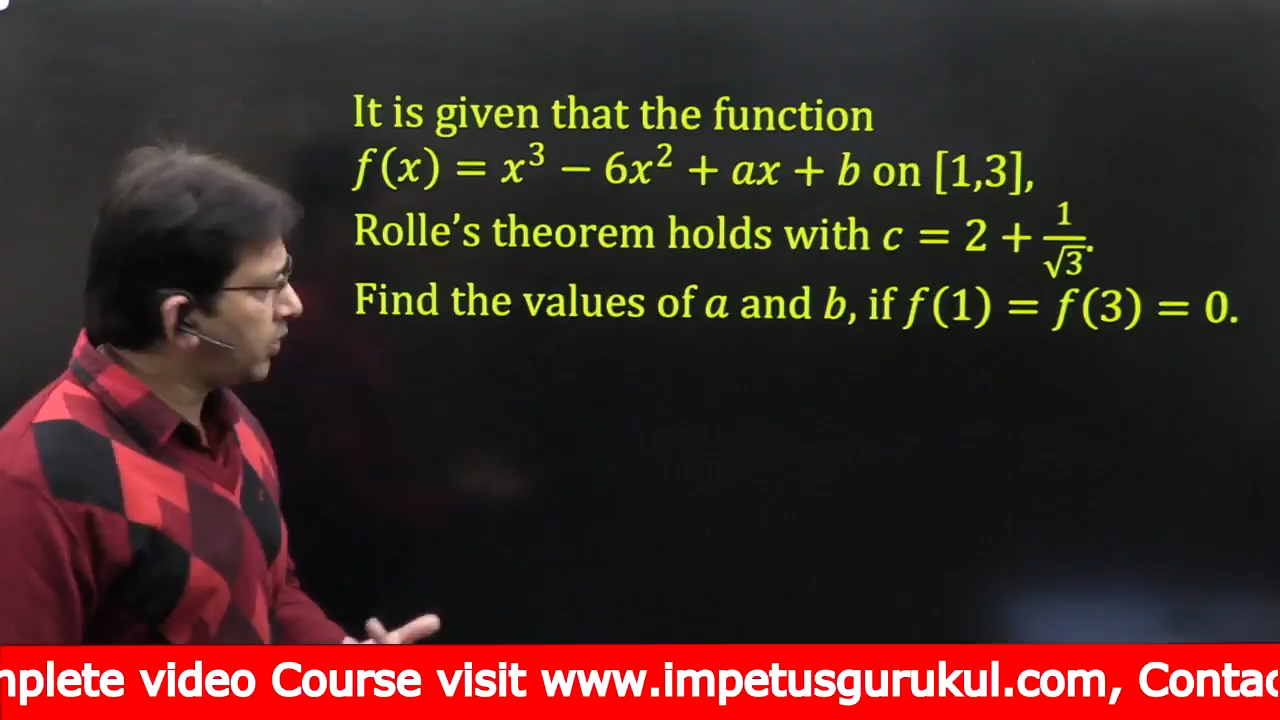 It is given that the function
f(x) = x³ − 6x² + ax + b on [1,3],
Rolle's theorem holds with c = 2 + 1/√3.
Find the values of a and b, if f(1) = f(3) = 0.
mplete video Course visit www.impetusgurukul.com, Contac